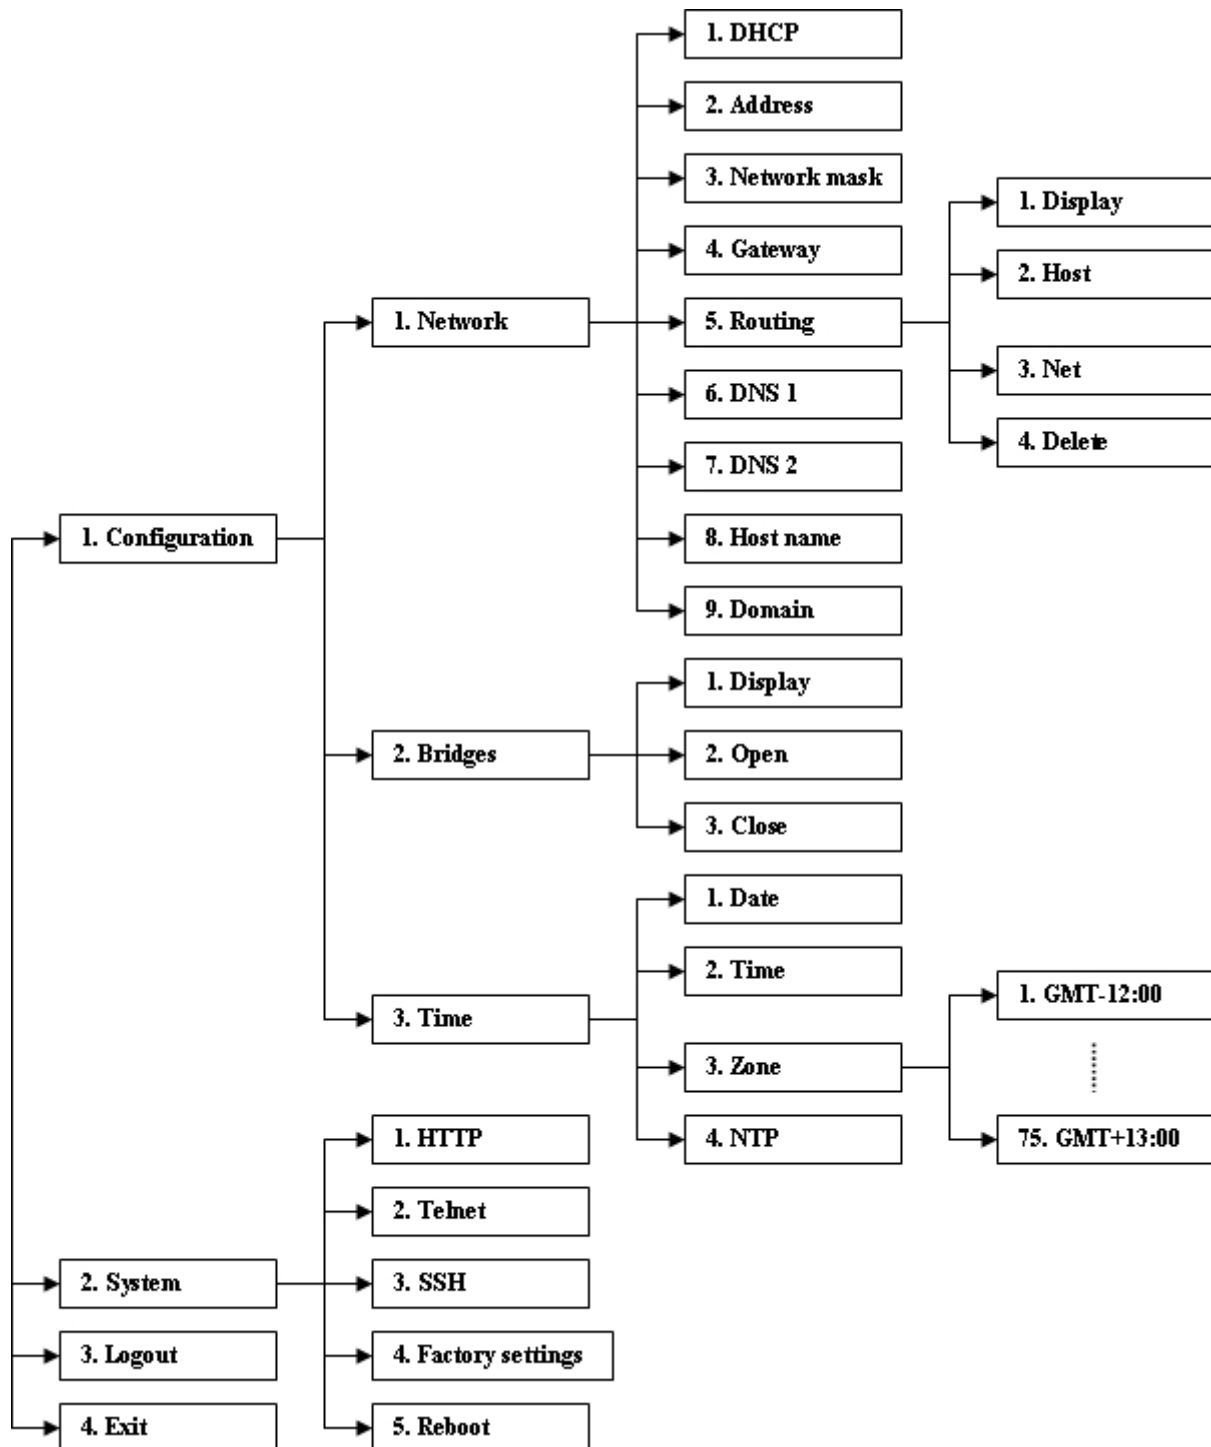 1. DHCP
2. Address
3. Network mask
1. Display
4. Gateway
2. Host
1. Network
5. Routing
3. Net
6. DNS 1
4. Delete
7. DNS 2
1. Configuration
8. Host name
9. Domain
1. Display
2. Bridges
2. Open
3. Close
1. Date
2. Time
1. GMT-12:00
3. Time
3. Zone
1. HTTP
4. NTP
75. GMT+13:00
2. Telnet
2. System
3. SSH
3. Logout
4. Factory settings
4. Exit
5. Reboot